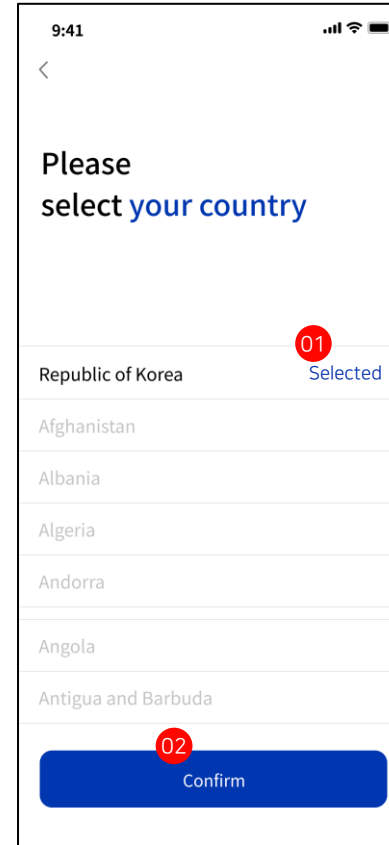 9:41
Please
select your country
01
Republic of Korea Selected
Afghanistan
Albania
Algeria
Andorra
Angola
Antigua and Barbuda
02
Confirm